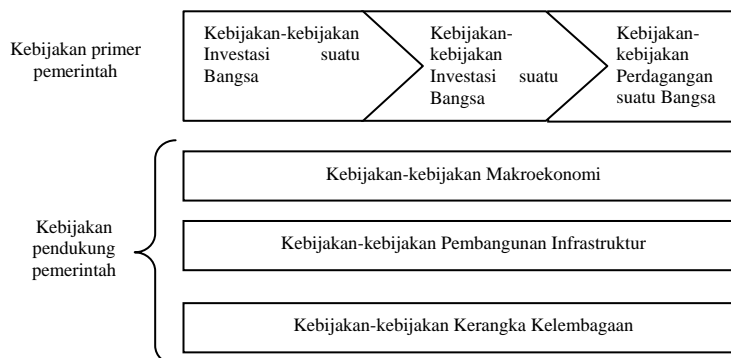 Kebijakan primer
pemerintah
Kebijakan-kebijakan
Investasi suatu
Bangsa
Kebijakan-
kebijakan
Investasi suatu
Bangsa
Kebijakan-
kebijakan
Perdagangan
suatu Bangsa
Kebijakan
pendukung
pemerintah
Kebijakan-kebijakan Makroekonomi
Kebijakan-kebijakan Pembangunan Infrastruktur
Kebijakan-kebijakan Kerangka Kelembagaan